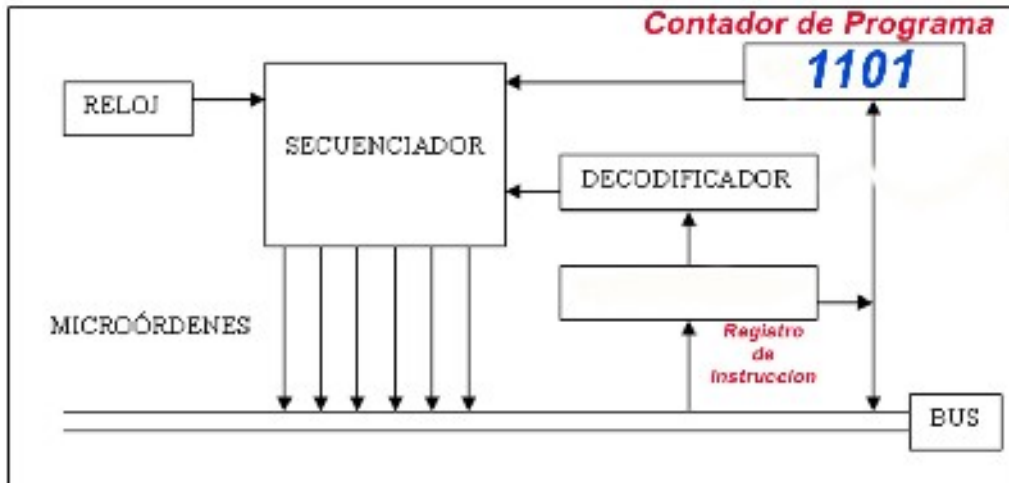 Contador de Programa
1101
RELOJ
SECUENCIADOR
DECODIFICADOR
MICROÓRDENES
Registro
de
Instruccion
BUS